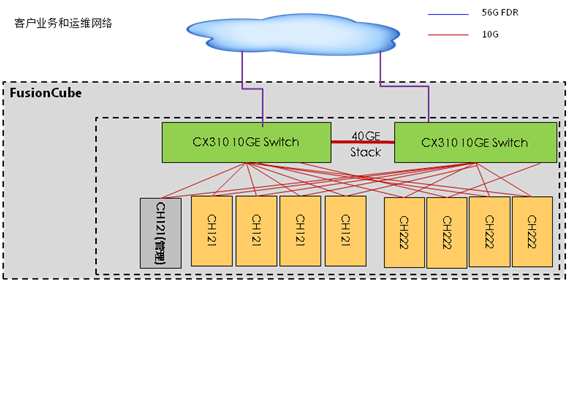 客户业务和运维网络
56G FDR
10G
FusionCube
CX310 10GE Switch
40GE
Stack
CX310 10GE Switch
CH121(管理)
CH121
CH121
CH121
CH121
CH222
CH222
CH222
CH222